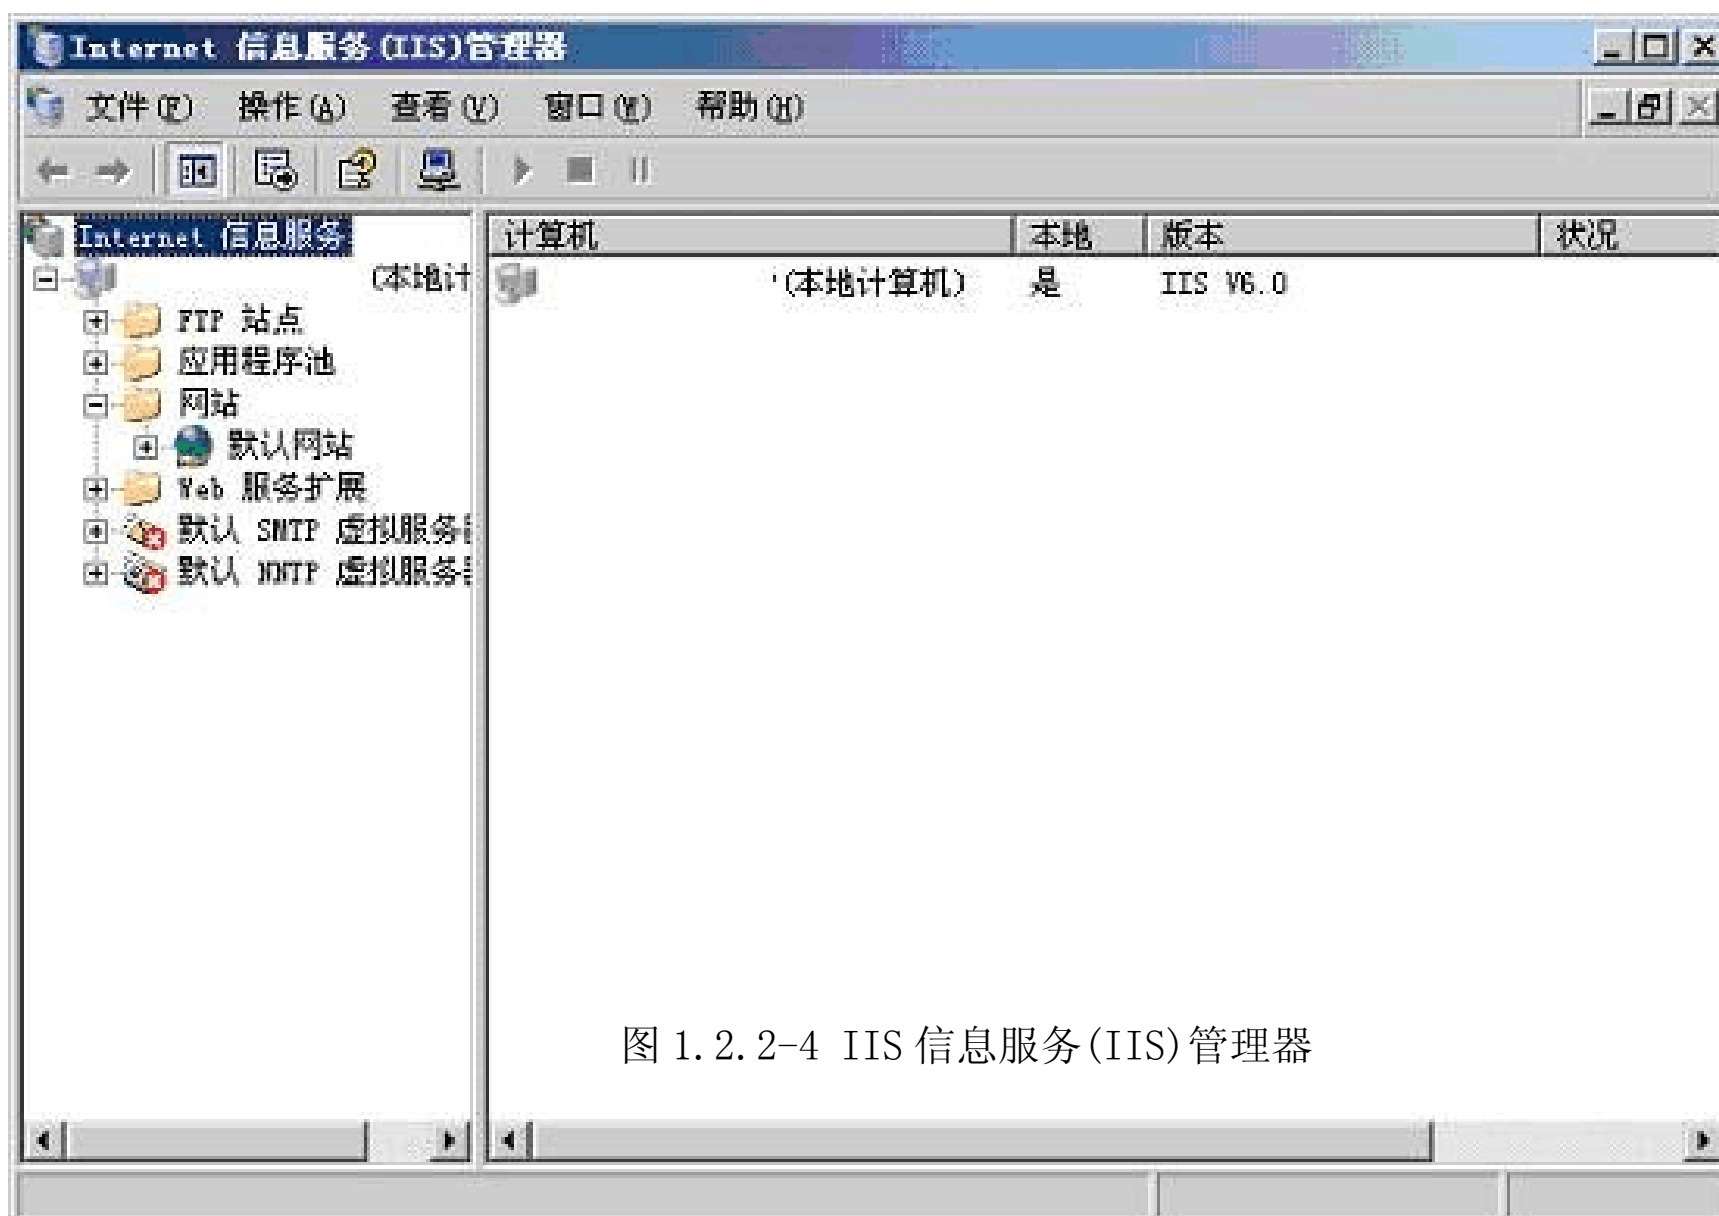 Internet 信息服务(IIS)管理器
文件(F) 操作(A) 查看(V) 窗口(W) 帮助(H)
Internet 信息服务
(本地计
FTP 站点
应用程序池
网站
默认网站
Web 服务扩展
默认 SMTP 虚拟服务器
默认 NNTP 虚拟服务器
计算机 本地 版本 状况
(本地计算机) 是 IIS V6.0
图 1.2.2-4 IIS 信息服务(IIS)管理器